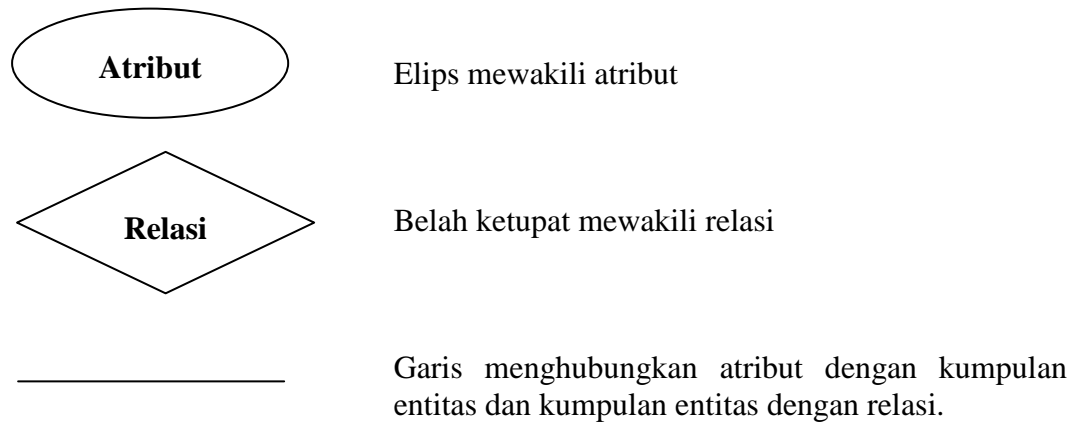 Atribut
Elips mewakili atribut
Relasi
Belah ketupat mewakili relasi
Garis menghubungkan atribut dengan kumpulan
entitas dan kumpulan entitas dengan relasi.